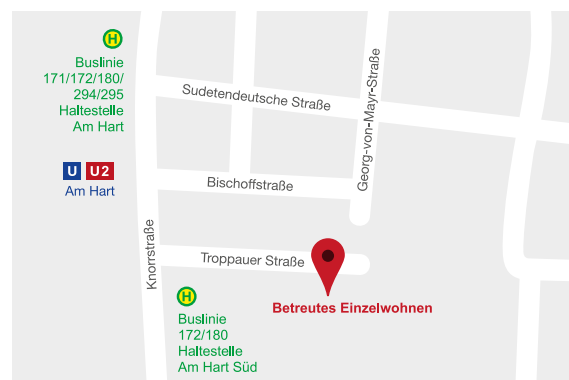 H
Buslinie
171/172/180/
294/295
Haltestelle
Am Hart
U U2
Am Hart
Sudetendeutsche Straße
Georg-von-Mayr-Straße
Bischoffstraße
Knorrstraße
Troppauer Straße
Betreutes Einzelwohnen
H
Buslinie
172/180
Haltestelle
Am Hart Süd